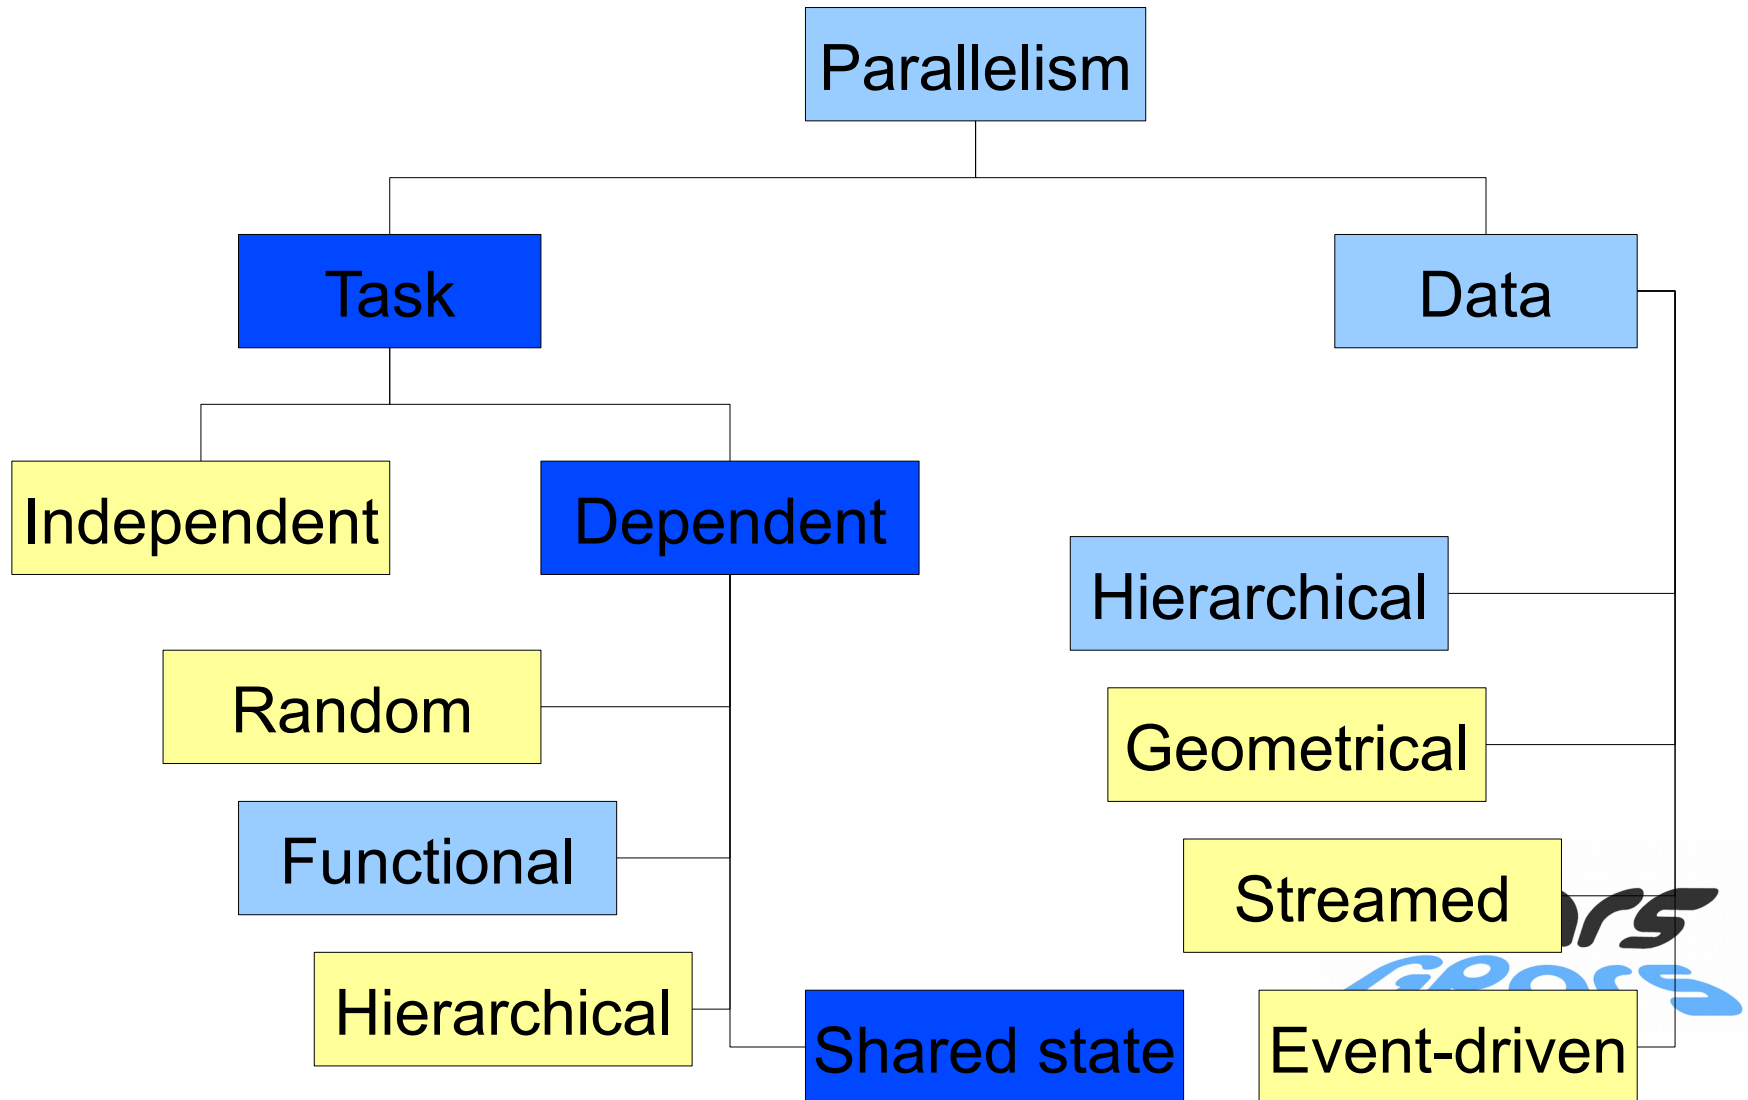 Parallelism
Task
Data
Independent
Dependent
Hierarchical
Random
Geometrical
Functional
Streamed
Hierarchical
Shared state
Event-driven